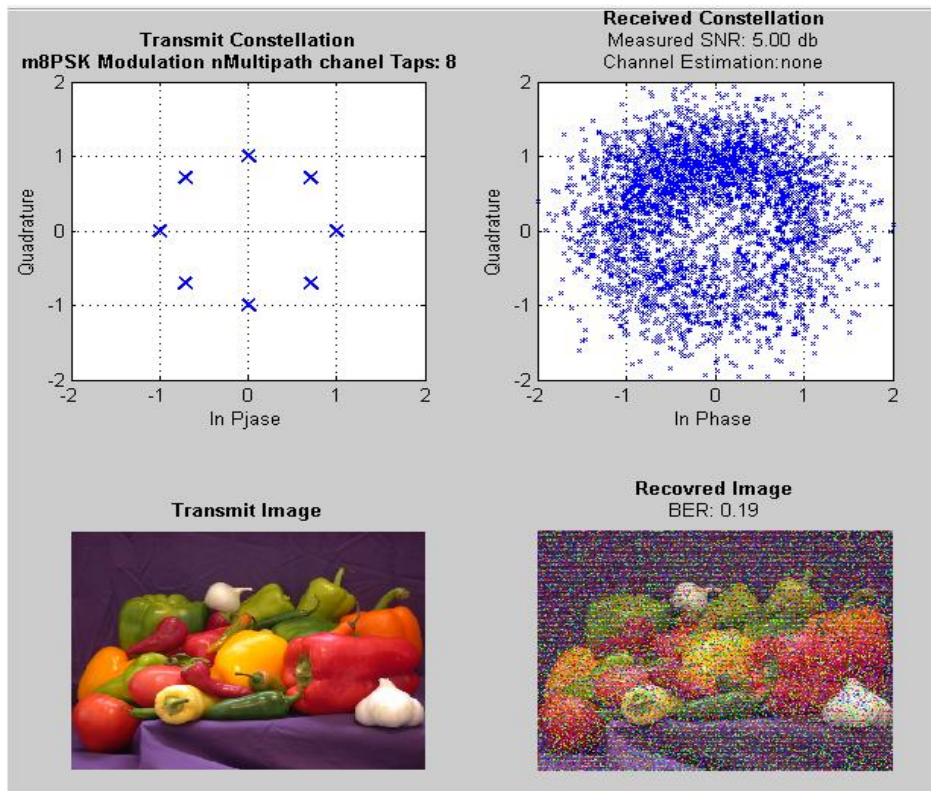 Transmit Constellation
m8PSK Modulation nMultipath chanel Taps: 8
2
1
0
-1
-2
-2
-1
0
1
2
Quadrature
In Pjase
Received Constellation
Measured SNR: 5.00 db
Channel Estimation:none
2
1
0
-1
-2
-2
-1
0
1
2
Quadrature
In Phase
Transmit Image
Recovred Image
BER: 0.19